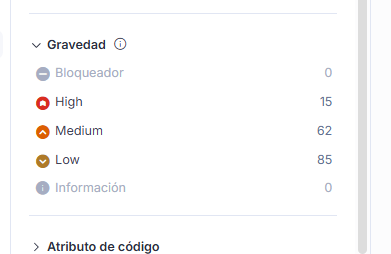 Gravedad
Bloqueador 0
High 15
Medium 62
Low 85
Información 0
Atributo de código